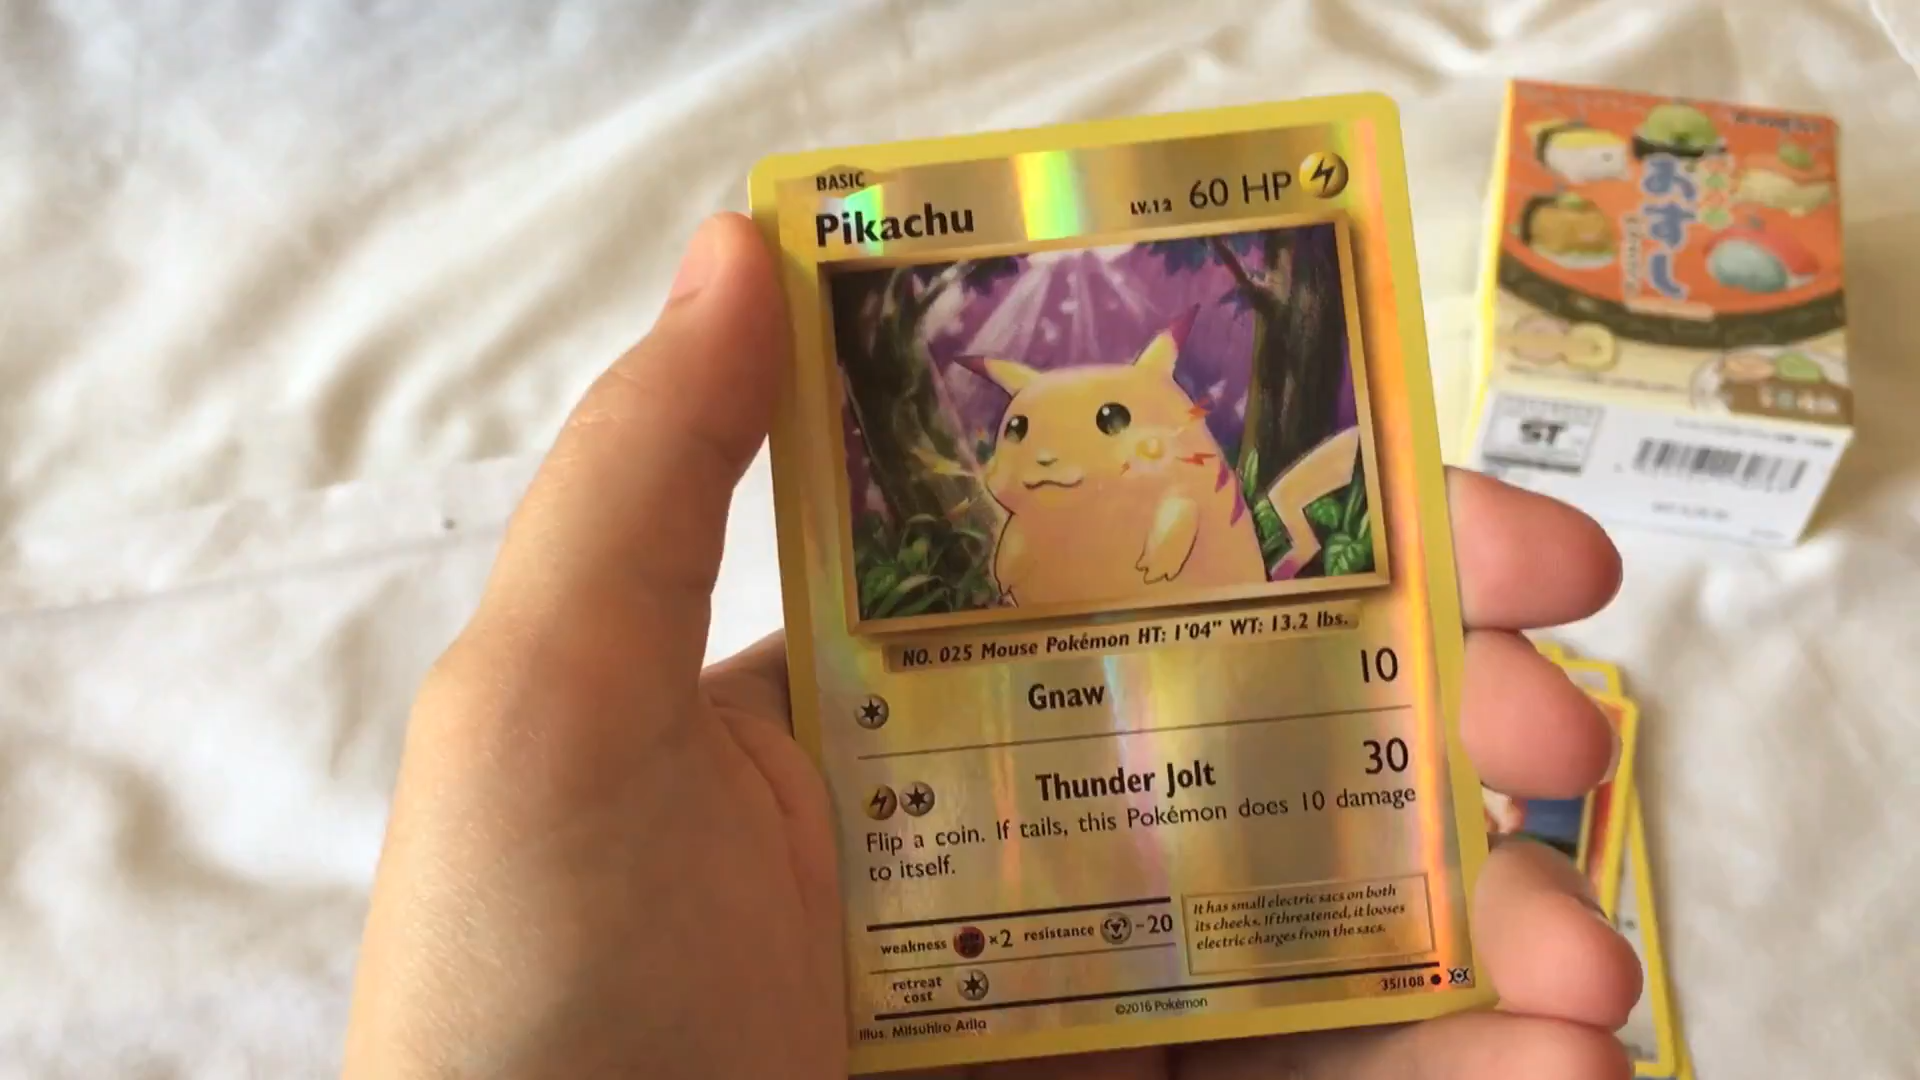 BASIC
Pikachu
LV.12 60 HP
NO. 025 Mouse Pokémon HT: 1'04" WT: 13.2 lbs.
Gnaw 10
Thunder Jolt 30
Flip a coin. If tails, this Pokémon does 10 damage
to itself.
weakness ×2 resistance -20
It has small electric sacs on both
its cheeks. If threatened, it looses
electric charges from the sacs.
retreat
cost
35/108
©2016 Pokémon
Illus. Mitsuhiro Arita
おすし
ST